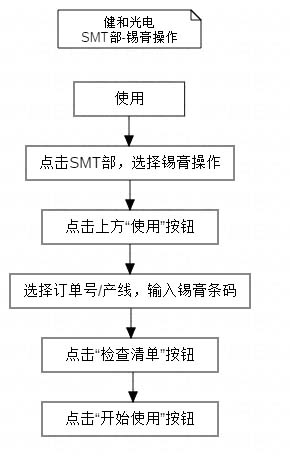 健和光电
SMT部-锡膏操作
使用
点击SMT部，选择锡膏操作
点击上方“使用”按钮
选择订单号/产线，输入锡膏条码
点击“检查清单”按钮
点击“开始使用”按钮